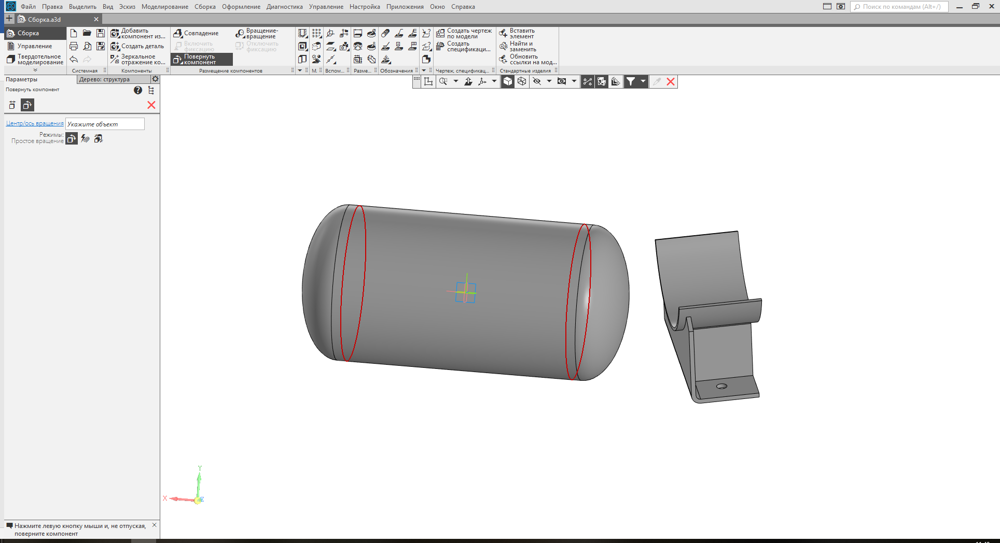 Файл Правка Выделить Вид Эскиз Моделирование Сборка Оформление Диагностика Управление Настройка Приложения Окно Справка
Поиск по командам (Alt+/)
Сборка.a3d
Сборка
Управление
Твердотельное
моделирование
Системная
Добавить
компонент из...
Создать деталь
Зеркальное
отражение ко...
Компоненты
Совпадение
Включить
фиксацию
Повернуть
компонент
Вращение-
вращение
Отключить
фиксацию
Размещение компонентов
М.
Вспом...
Разме...
Обозначения
Создать чертеж
по модели
Создать
спецификаци...
Чертеж, спецификац...
Вставить
элемент
Найти и
заменить
Обновить
ссылки на мод...
Стандартные изделия
Параметры
Дерево: структура
Повернуть компонент
Центр/ось вращения
Укажите объект
Режимы:
Простое вращение
Y
X
Z
Нажмите левую кнопку мыши и, не отпуская,
поверните компонент